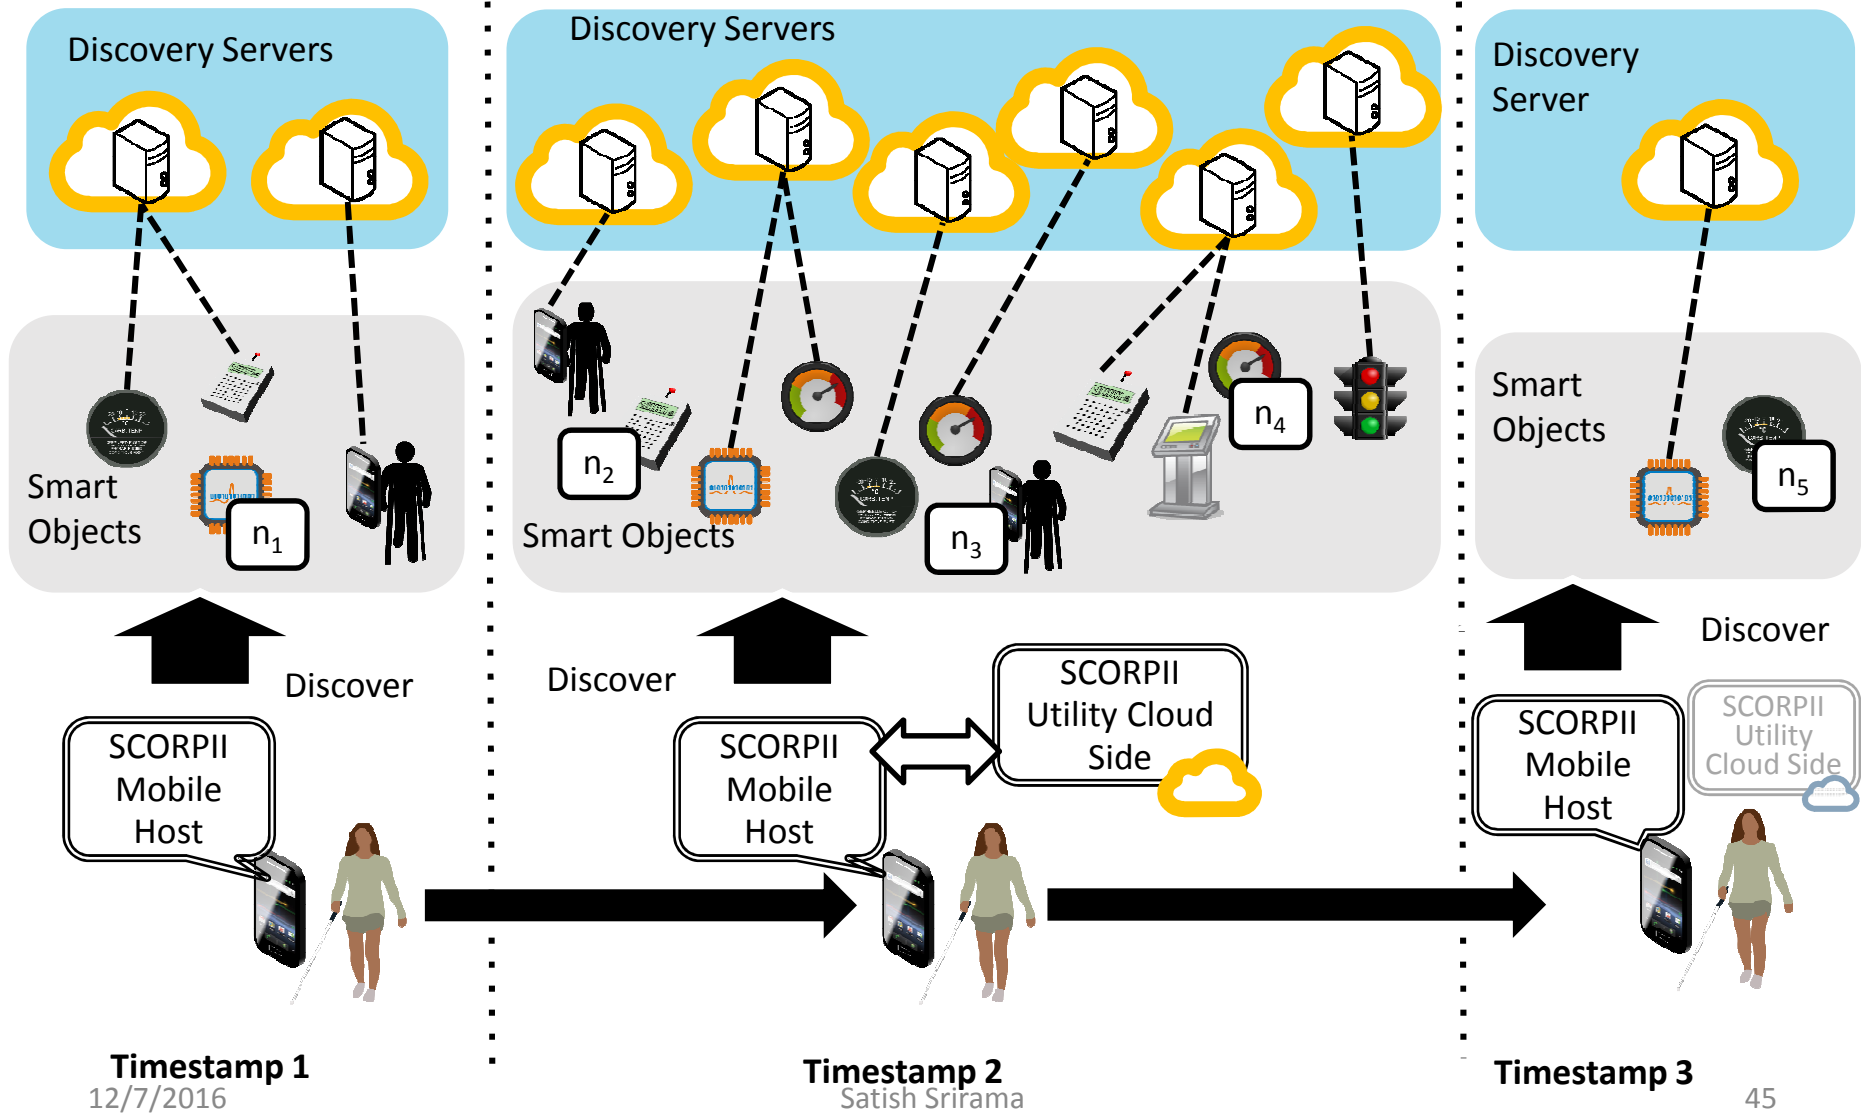 Discovery Servers
Discovery Servers
Discovery
Server
Smart
Objects
n1
n2
Smart Objects
n3
n4
Smart
Objects
n5
Discover
Discover
Discover
SCORPII
Mobile
Host
SCORPII
Mobile
Host
SCORPII
Utility Cloud
Side
SCORPII
Mobile
Host
SCORPII
Utility
Cloud Side
Timestamp 1
Timestamp 2
Timestamp 3
12/7/2016
Satish Srirama
45